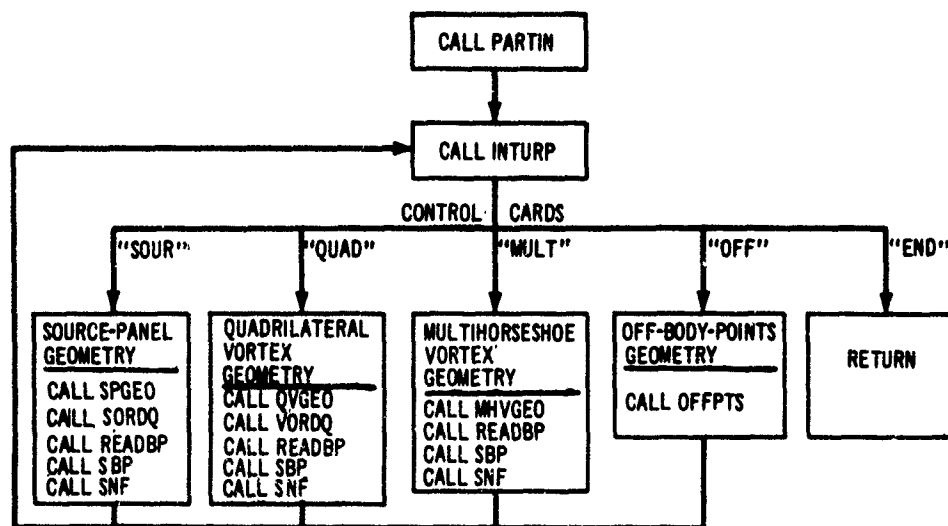 CALL PARTIN
CALL INTURP
CONTROL CARDS
"SOUR"
"QUAD"
"MULT"
"OFF"
"END"
SOURCE-PANEL
GEOMETRY
CALL SPGEO
CALL SORDQ
CALL READBP
CALL SBP
CALL SNF
QUADRILATERAL
VORTEX
GEOMETRY
CALL QVGEO
CALL VORDQ
CALL READBP
CALL SBP
CALL SNF
MULTIHORSESHOE
VORTEX
GEOMETRY
CALL MHVGEO
CALL READBP
CALL SBP
CALL SNF
OFF-BODY-POINTS
GEOMETRY
CALL OFFPTS
RETURN